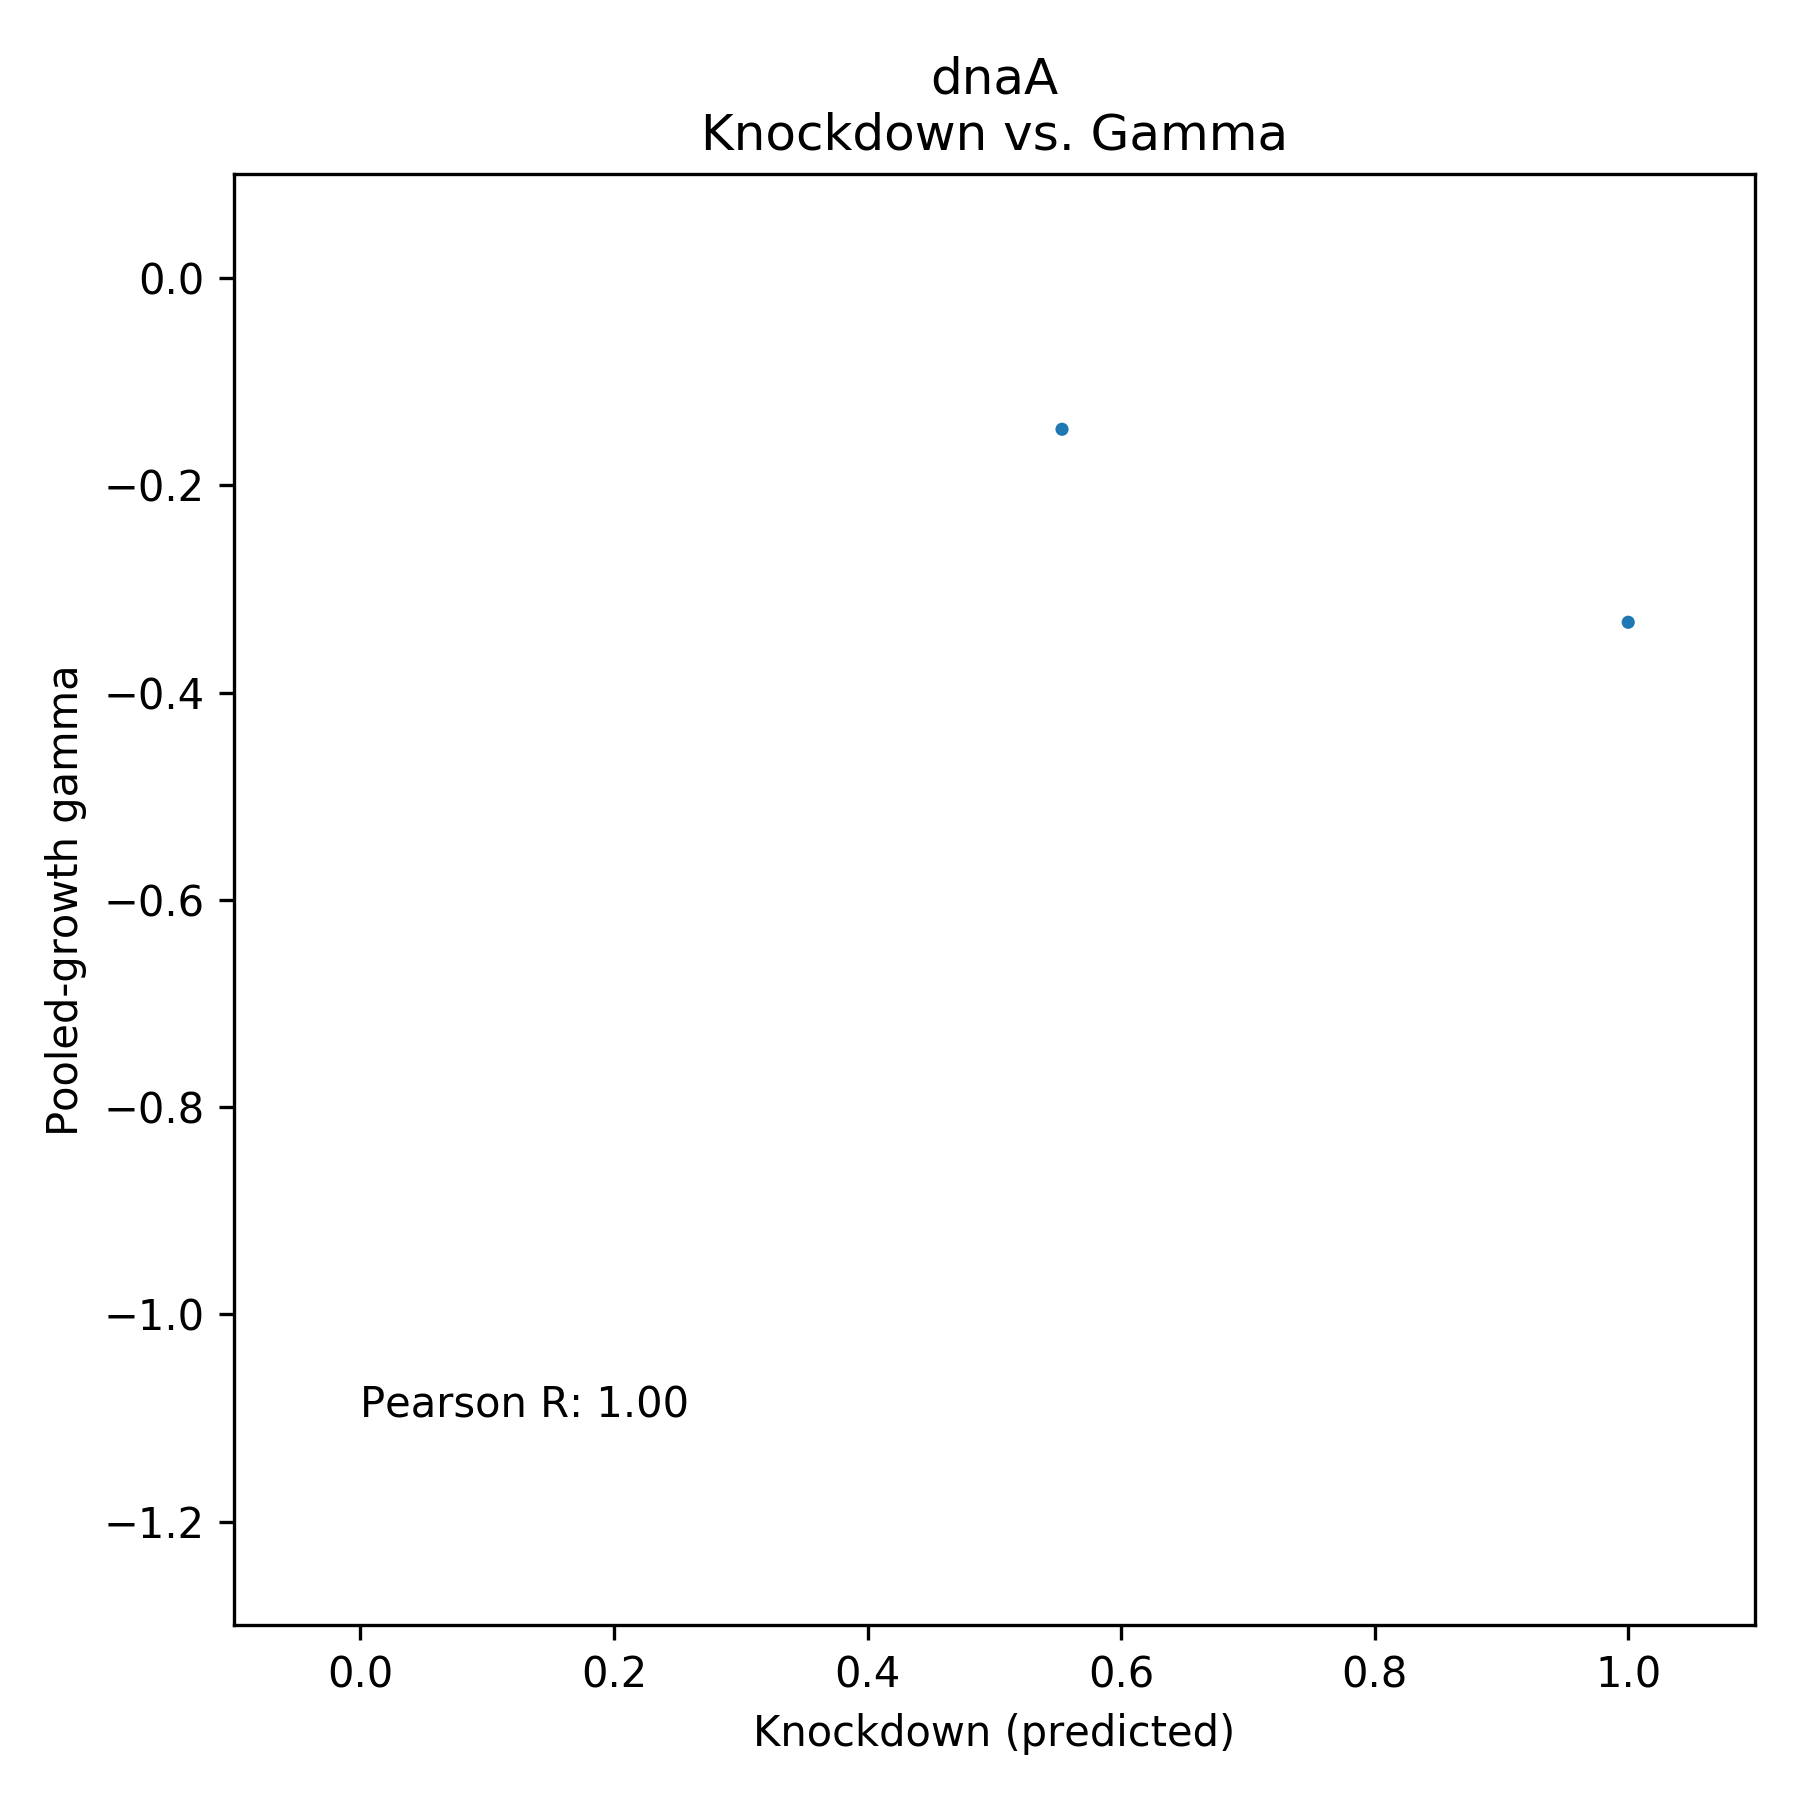 dnaA
Knockdown vs. Gamma
Pooled-growth gamma
0.0
−0.2
−0.4
−0.6
−0.8
−1.0
−1.2
Pearson R: 1.00
0.0 0.2 0.4 0.6 0.8 1.0
Knockdown (predicted)